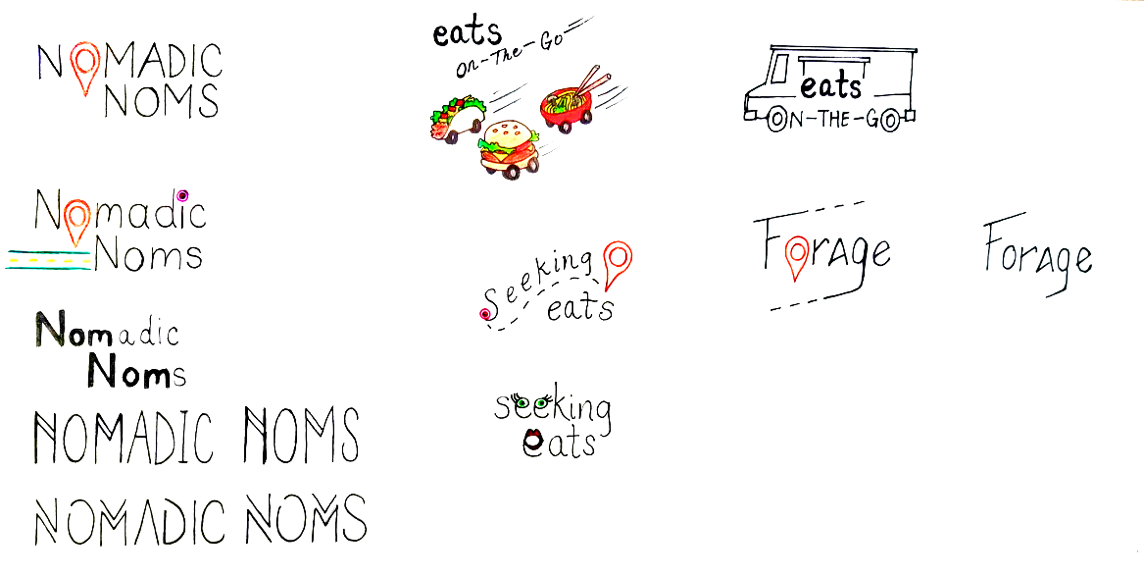 NOMADIC
NOMS
Nomadic
Noms
Nomadic
Noms
NOMADIC NOMS
NOMADIC NOMS
eats
On-The-Go
Seeking
eats
seeking
eats
eats
ON-THE-GO
Forage
Forage